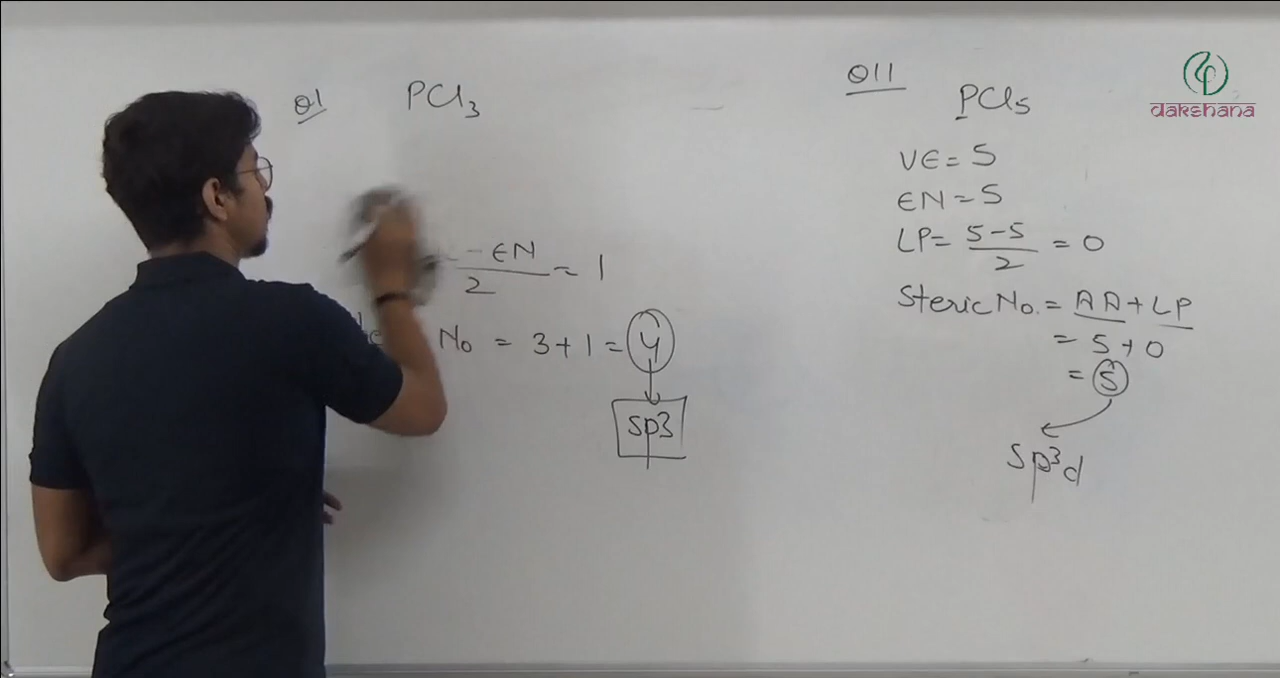 Q1 PCl3
- EN / 2 = 1
No = 3 + 1 = 4
sp3
Q11 PCl5
VE = 5
EN = 5
LP = 5-5 / 2 = 0
Steric No. = AA + LP
= 5 + 0
= 5
sp³d
dakshana